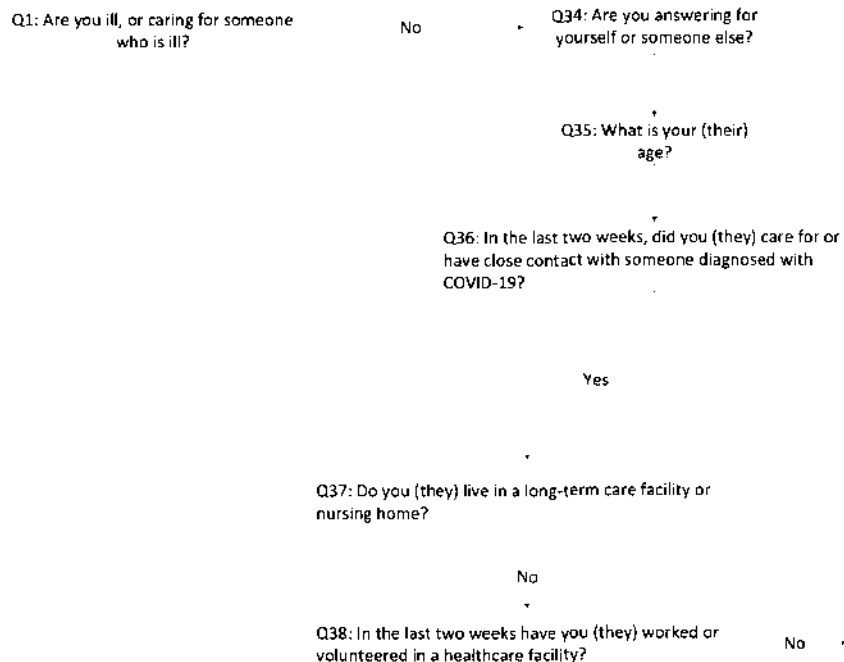 Q1: Are you ill, or caring for someone
who is ill?
No
Q34: Are you answering for
yourself or someone else?
Q35: What is your (their)
age?
Q36: In the last two weeks, did you (they) care for or
have close contact with someone diagnosed with
COVID-19?
Yes
Q37: Do you (they) live in a long-term care facility or
nursing home?
No
Q38: In the last two weeks have you (they) worked or
volunteered in a healthcare facility?
No